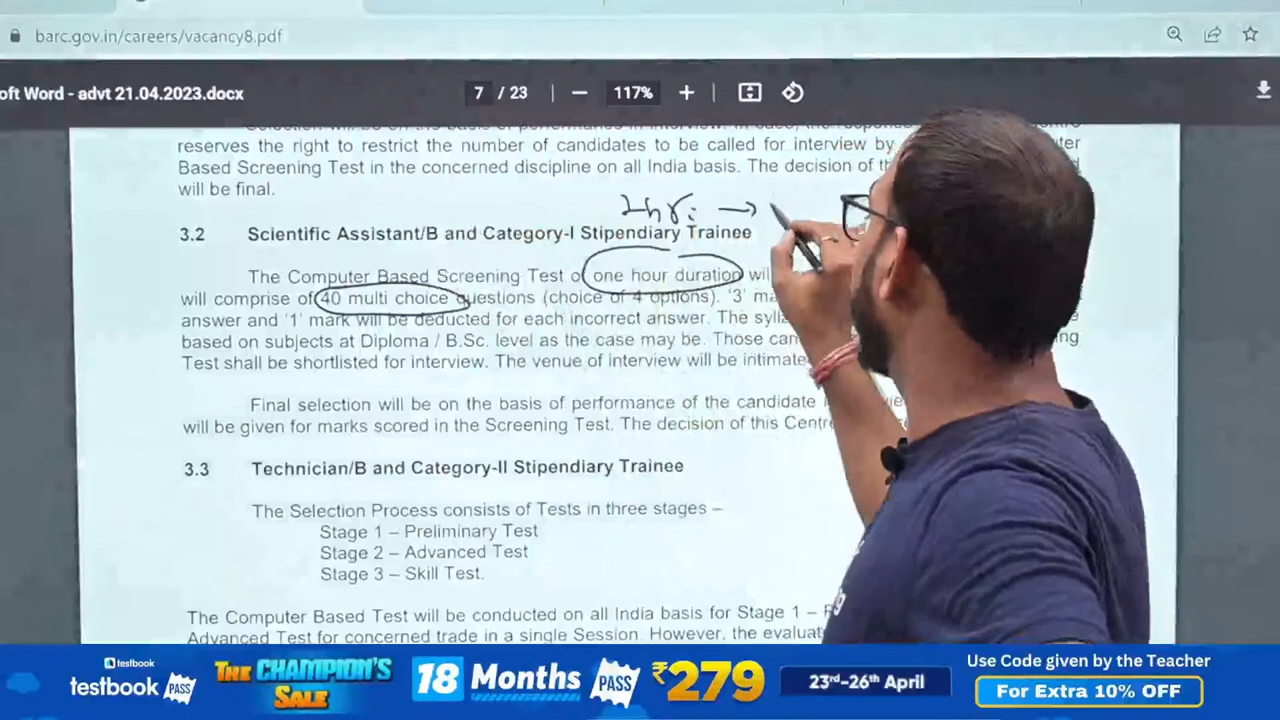 barc.gov.in/careers/vacancy8.pdf
oft Word - advt 21.04.2023.docx
7 / 23
117%
reserves the right to restrict the number of candidates to be called for interview by
Based Screening Test in the concerned discipline on all India basis. The decision of
will be final.
2hr
3.2 Scientific Assistant/B and Category-I Stipendiary Trainee
The Computer Based Screening Test of one hour duration wil
will comprise of 40 multi choice questions (choice of 4 options). '3'
answer and '1' mark will be deducted for each incorrect answer. The
based on subjects at Diploma / B.Sc. level as the case may be. Those
Test shall be shortlisted for interview. The venue of interview will be
Final selection will be on the basis of performance of the candidate
will be given for marks scored in the Screening Test. The decision of this
3.3 Technician/B and Category-II Stipendiary Trainee
The Selection Process consists of Tests in three stages –
Stage 1 – Preliminary Test
Stage 2 – Advanced Test
Stage 3 – Skill Test.
The Computer Based Test will be conducted on all India basis for Stage 1 –
Advanced Test for concerned trade in a single Session. However, the
testbook
testbook PASS
THE CHAMPION'S SALE
18 Months PASS
₹279
23rd-26th April
Use Code given by the Teacher
For Extra 10% OFF